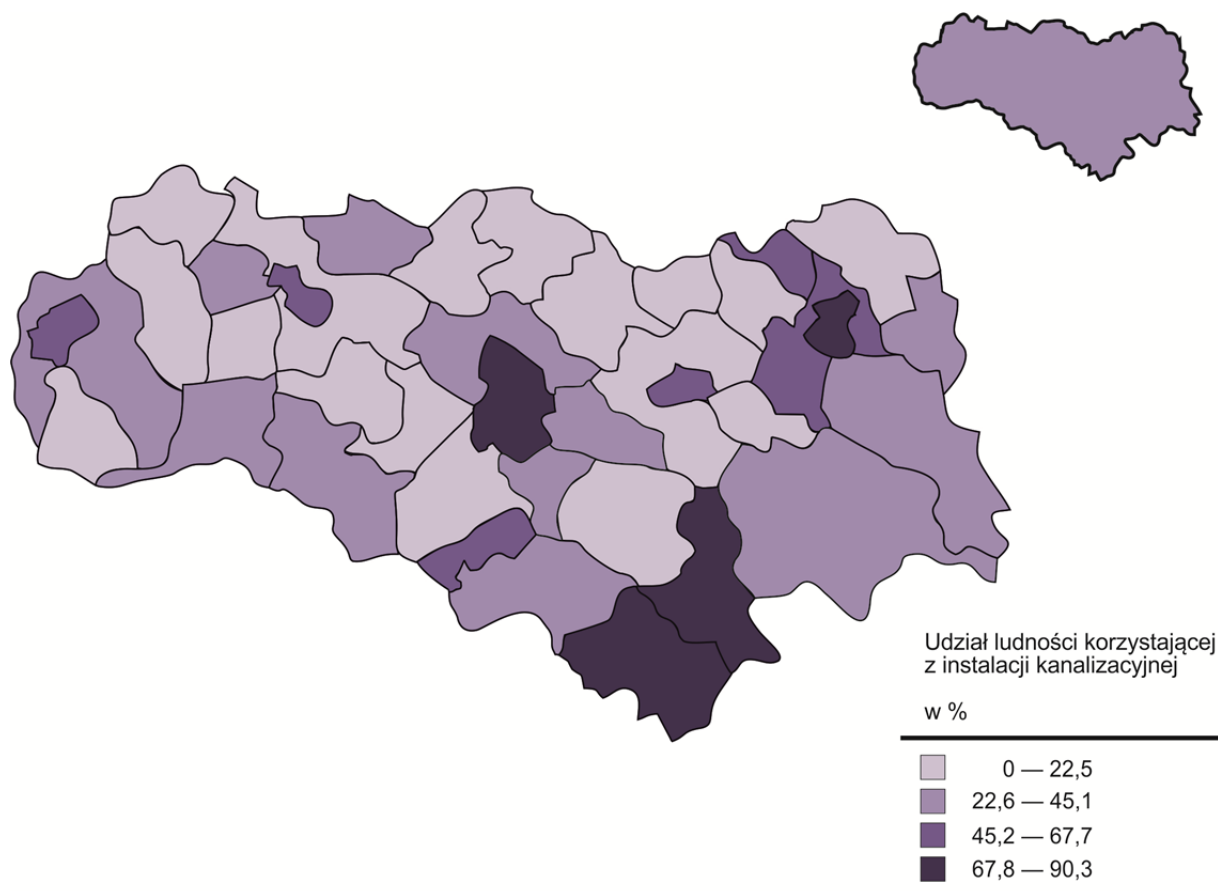 Udział ludności korzystającej
z instalacji kanalizacyjnej
w %
0 — 22,5
22,6 — 45,1
45,2 — 67,7
67,8 — 90,3